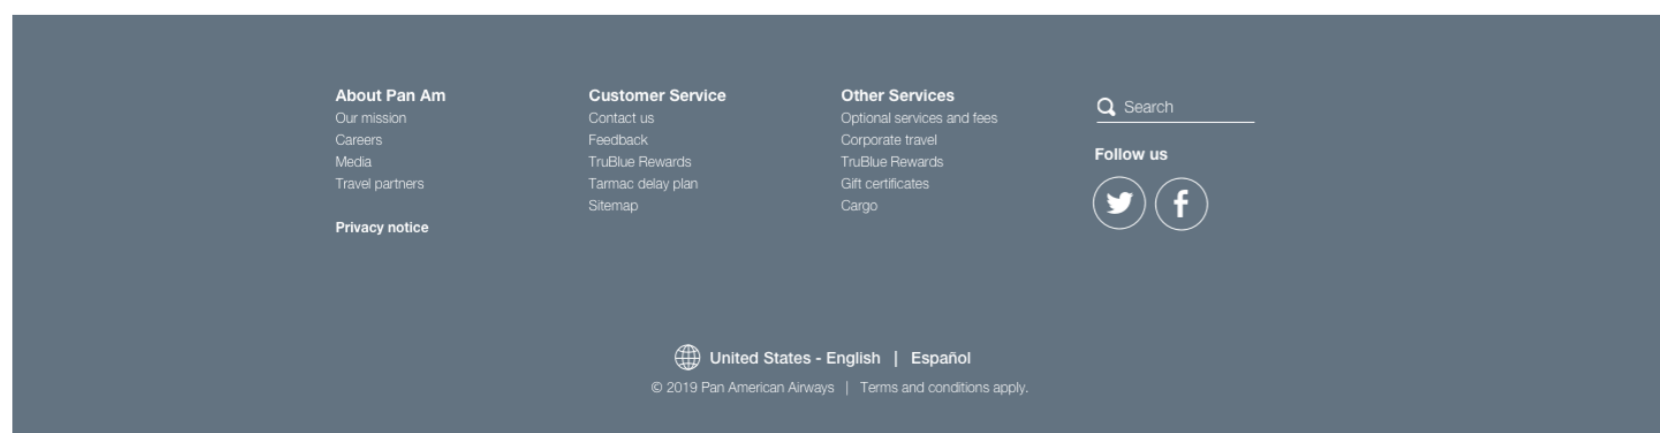 About Pan Am
Our mission
Careers
Media
Travel partners
Privacy notice
Customer Service
Contact us
Feedback
TruBlue Rewards
Tarmac delay plan
Sitemap
Other Services
Optional services and fees
Corporate travel
TruBlue Rewards
Gift certificates
Cargo
Search
Follow us
United States - English | Español
© 2019 Pan American Airways | Terms and conditions apply.